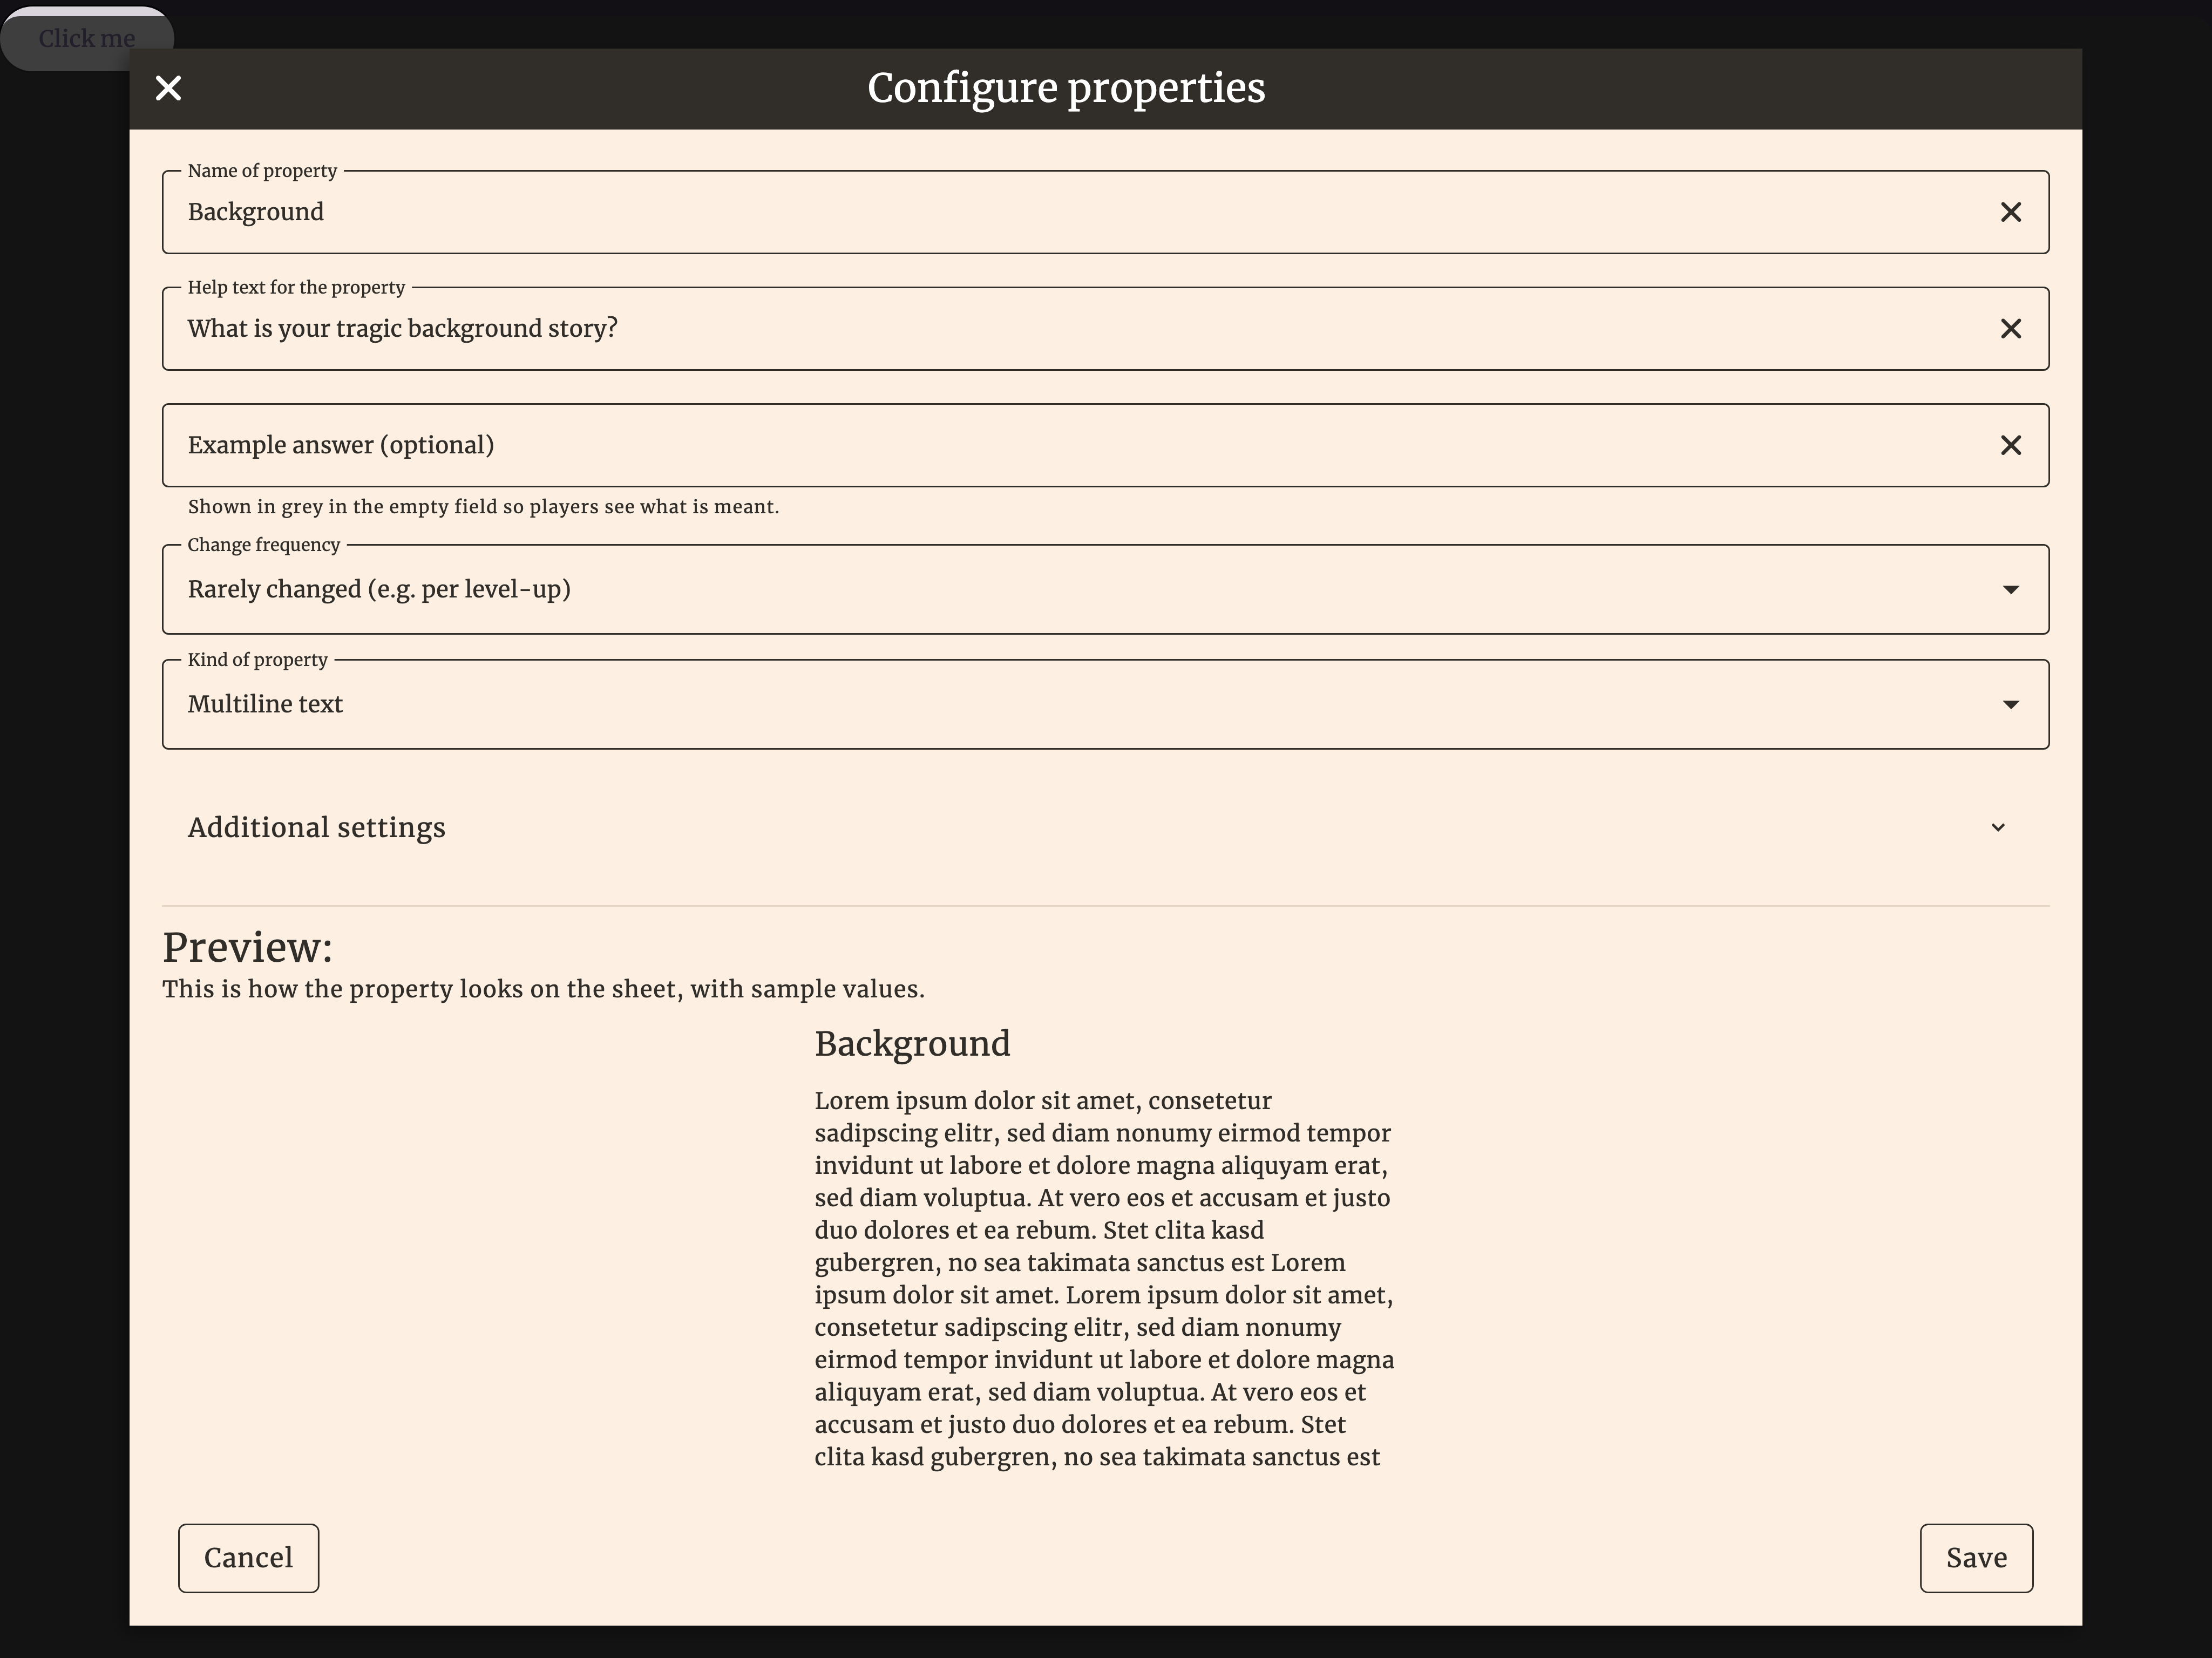 Click me
Configure properties
Name of property
Background
Help text for the property
What is your tragic background story?
Example answer (optional)
Shown in grey in the empty field so players see what is meant.
Change frequency
Rarely changed (e.g. per level-up)
Kind of property
Multiline text
Additional settings
Preview:
This is how the property looks on the sheet, with sample values.
Background
Lorem ipsum dolor sit amet, consetetur
sadipscing elitr, sed diam nonumy eirmod tempor
invidunt ut labore et dolore magna aliquyam erat,
sed diam voluptua. At vero eos et accusam et justo
duo dolores et ea rebum. Stet clita kasd
gubergren, no sea takimata sanctus est Lorem
ipsum dolor sit amet. Lorem ipsum dolor sit amet,
consetetur sadipscing elitr, sed diam nonumy
eirmod tempor invidunt ut labore et dolore magna
aliquyam erat, sed diam voluptua. At vero eos et
accusam et justo duo dolores et ea rebum. Stet
clita kasd gubergren, no sea takimata sanctus est
Cancel
Save